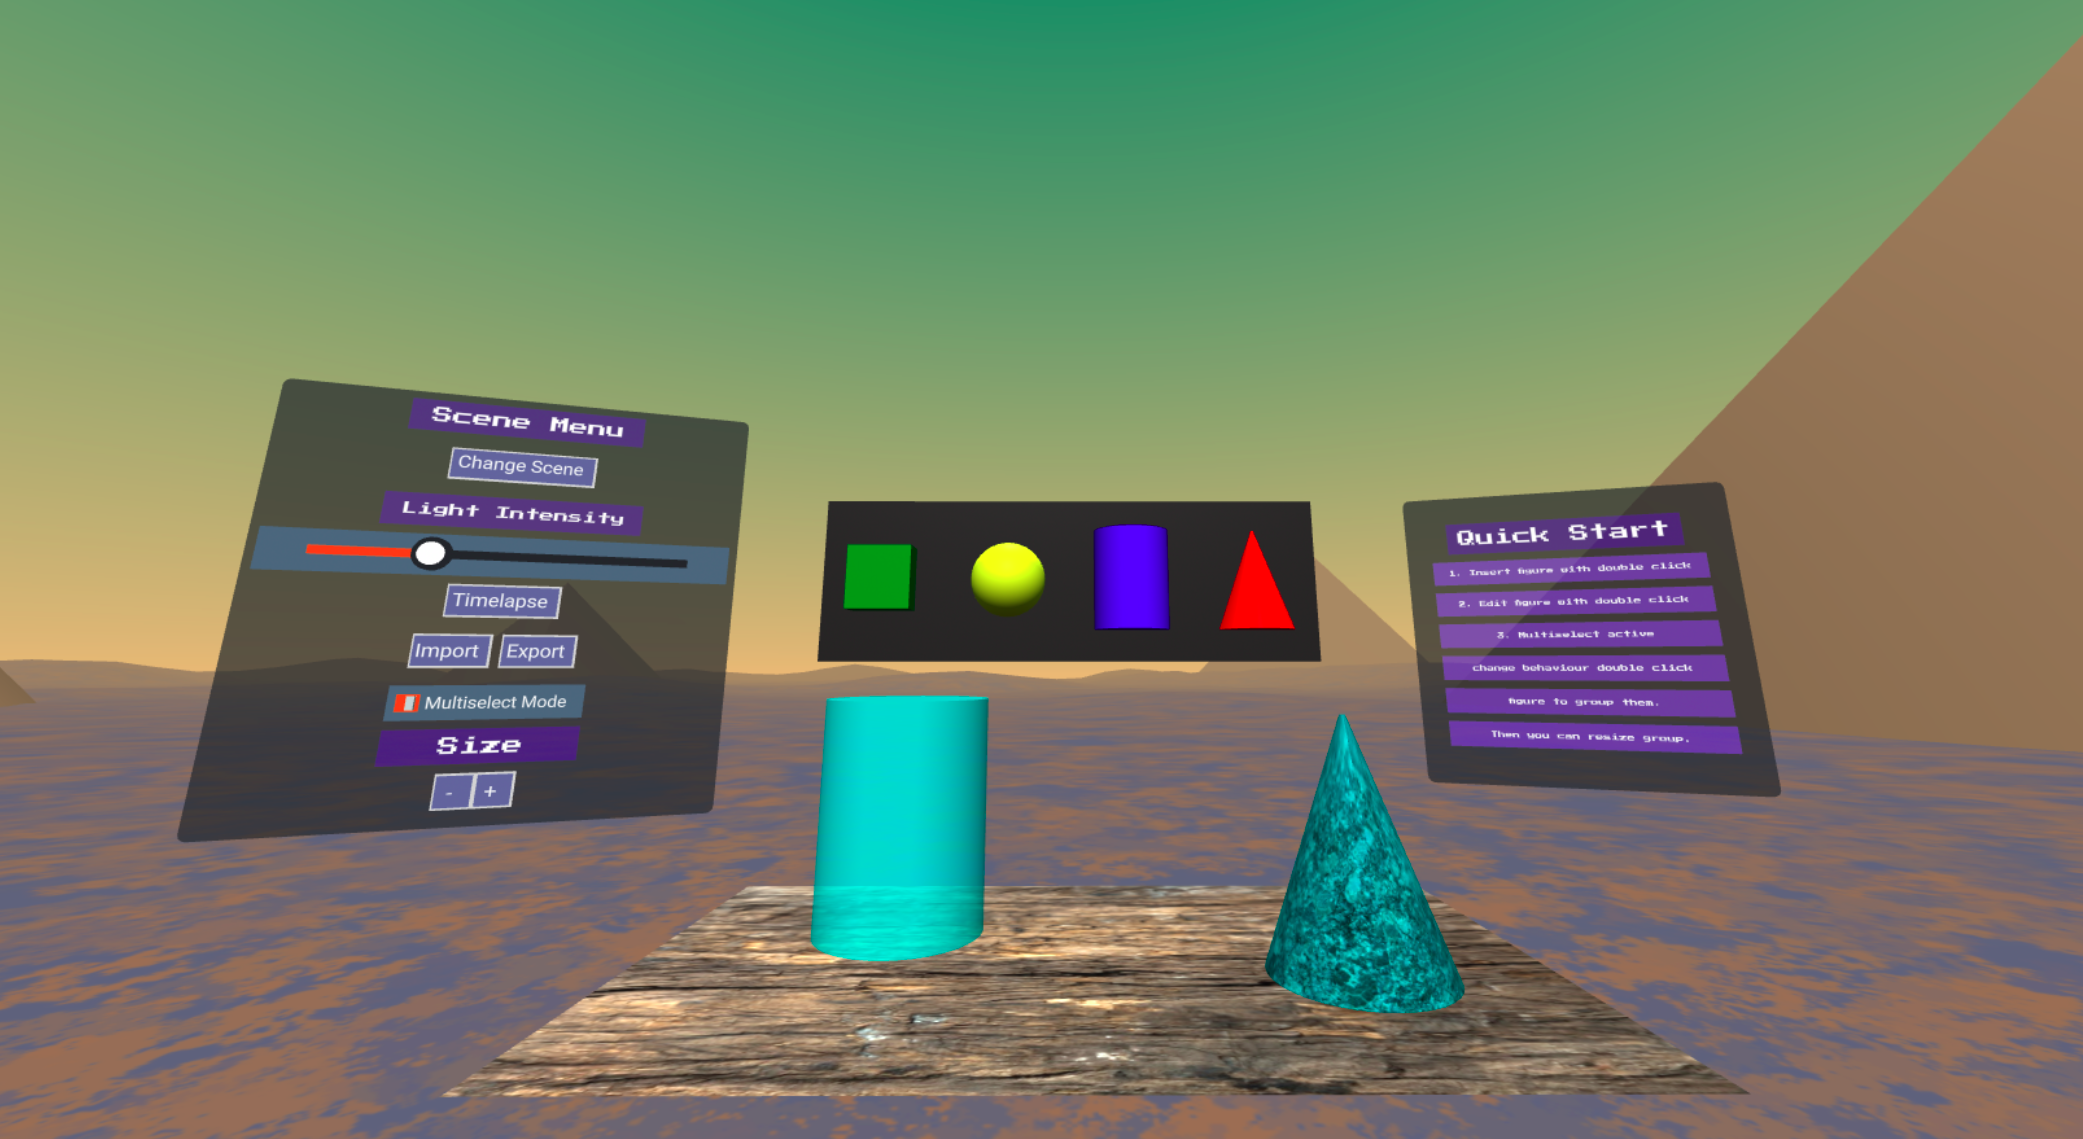 Scene Menu
Change Scene
Light Intensity
Timelapse
Import Export
Multiselect Mode
Size
- +
Quick Start
1. Insert figure with double click
2. Edit figure with double click
3. Multiselect active
change behaviour double click
figure to group them.
Then you can resize group.